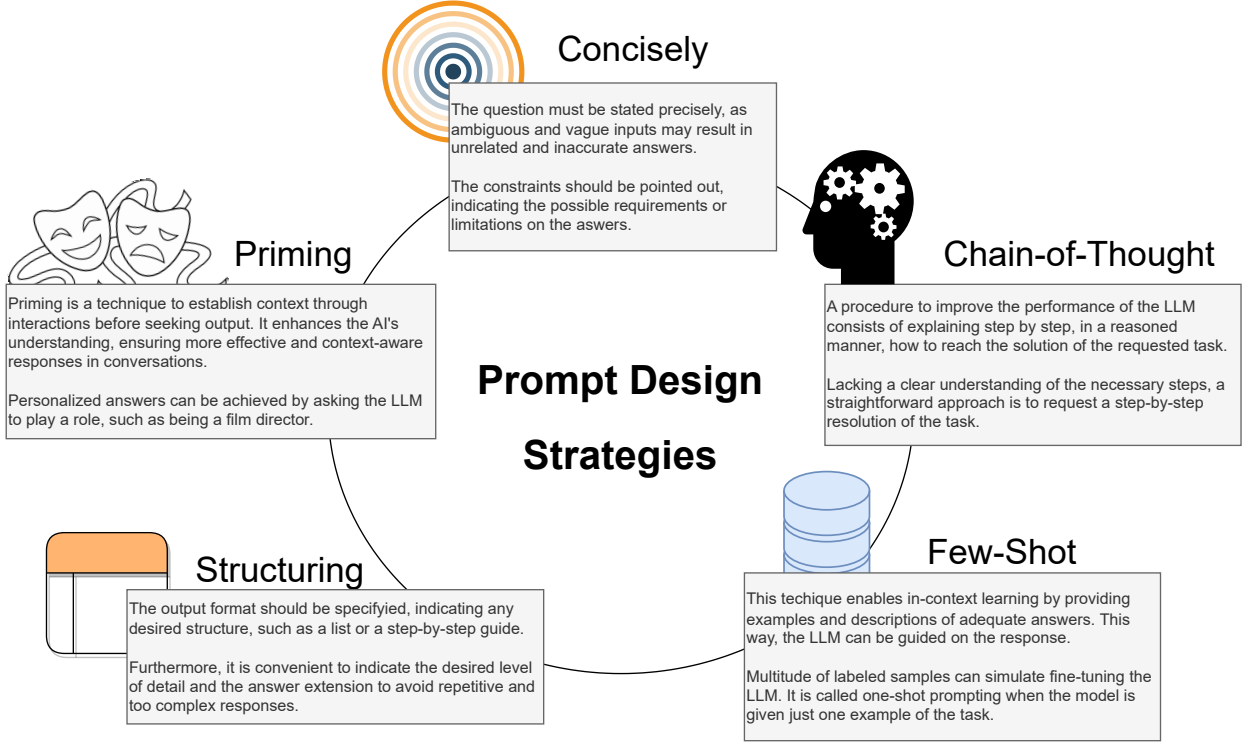 Concisely
The question must be stated precisely, as
ambiguous and vague inputs may result in
unrelated and inaccurate answers.
The constraints should be pointed out,
indicating the possible requirements or
limitations on the aswers.
Priming
Priming is a technique to establish context through
interactions before seeking output. It enhances the AI's
understanding, ensuring more effective and context-aware
responses in conversations.
Personalized answers can be achieved by asking the LLM
to play a role, such as being a film director.
Chain-of-Thought
A procedure to improve the performance of the LLM
consists of explaining step by step, in a reasoned
manner, how to reach the solution of the requested task.
Lacking a clear understanding of the necessary steps, a
straightforward approach is to request a step-by-step
resolution of the task.
Prompt Design
Strategies
Structuring
The output format should be specifyied, indicating any
desired structure, such as a list or a step-by-step guide.
Furthermore, it is convenient to indicate the desired level
of detail and the answer extension to avoid repetitive and
too complex responses.
Few-Shot
This techique enables in-context learning by providing
examples and descriptions of adequate answers. This
way, the LLM can be guided on the response.
Multitude of labeled samples can simulate fine-tuning the
LLM. It is called one-shot prompting when the model is
given just one example of the task.